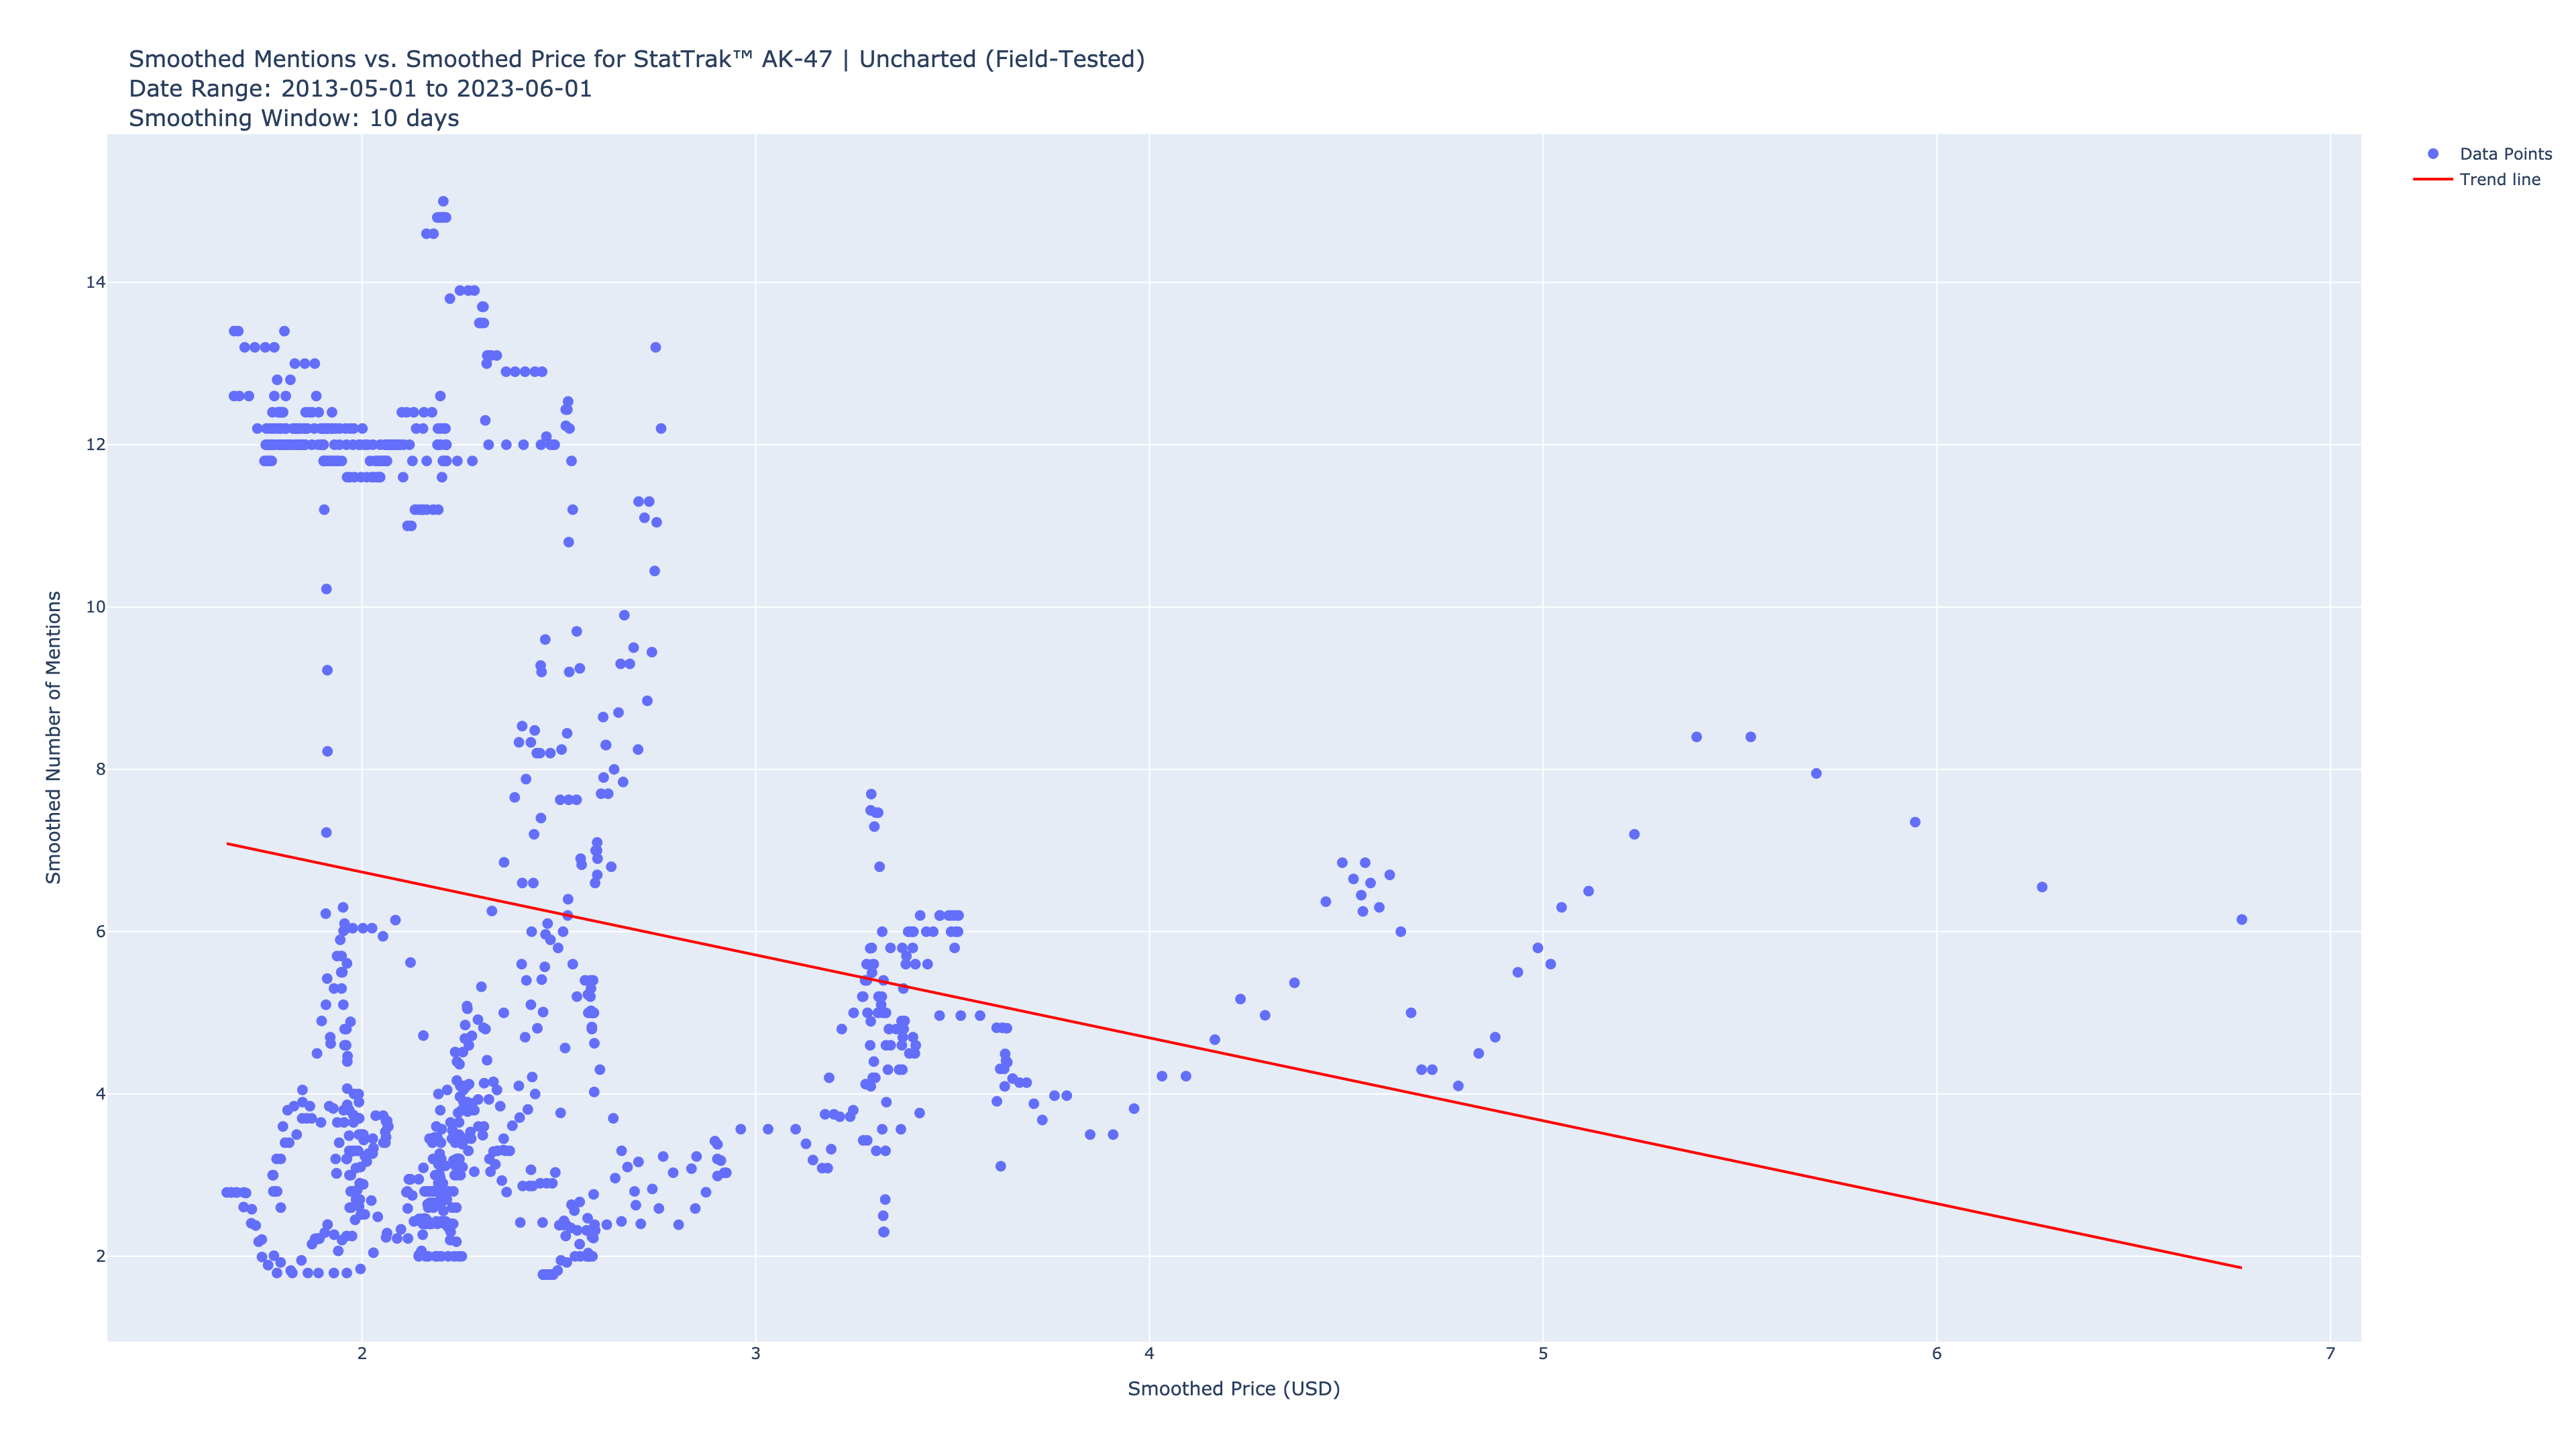 Smoothed Mentions vs. Smoothed Price for StatTrak™ AK-47 | Uncharted (Field-Tested)
Date Range: 2013-05-01 to 2023-06-01
Smoothing Window: 10 days
Data Points
Trend line
14
12
10
8
6
4
2
Smoothed Number of Mentions
2
3
4
5
6
7
Smoothed Price (USD)